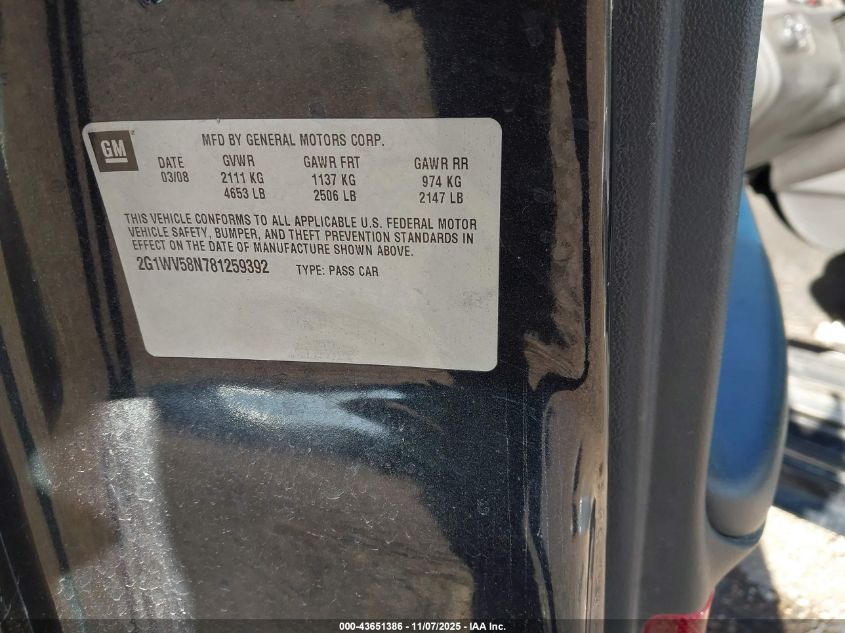 GM
MFD BY GENERAL MOTORS CORP.
DATE GVWR GAWR FRT GAWR RR
03/08 2111 KG 1137 KG 974 KG
4653 LB 2506 LB 2147 LB
THIS VEHICLE CONFORMS TO ALL APPLICABLE U.S. FEDERAL MOTOR
VEHICLE SAFETY, BUMPER, AND THEFT PREVENTION STANDARDS IN
EFFECT ON THE DATE OF MANUFACTURE SHOWN ABOVE.
2G1WV58N781259392 TYPE: PASS CAR
000-43651386 - 11/07/2025 - IAA Inc.